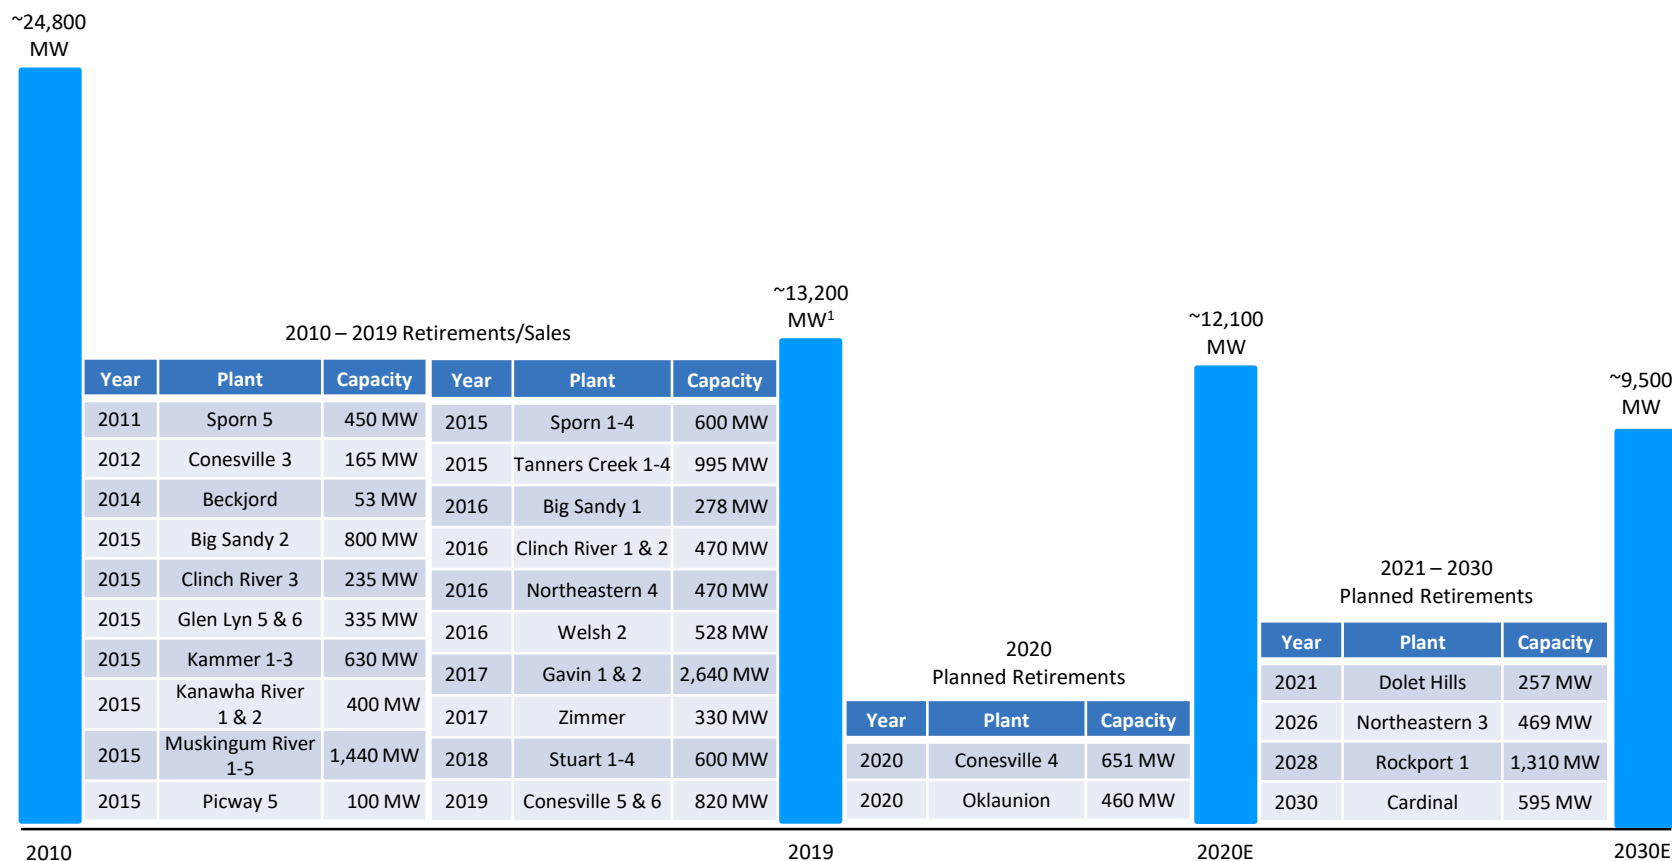 ~24,800
MW
2010 – 2019 Retirements/Sales
Year Plant Capacity
2011 Sporn 5 450 MW
2012 Conesville 3 165 MW
2014 Beckjord 53 MW
2015 Big Sandy 2 800 MW
2015 Clinch River 3 235 MW
2015 Glen Lyn 5 & 6 335 MW
2015 Kammer 1-3 630 MW
2015 Kanawha River
1 & 2 400 MW
2015 Muskingum River
1-5 1,440 MW
2015 Picway 5 100 MW
Year Plant Capacity
2015 Sporn 1-4 600 MW
2015 Tanners Creek 1-4 995 MW
2016 Big Sandy 1 278 MW
2016 Clinch River 1 & 2 470 MW
2016 Northeastern 4 470 MW
2016 Welsh 2 528 MW
2017 Gavin 1 & 2 2,640 MW
2017 Zimmer 330 MW
2018 Stuart 1-4 600 MW
2019 Conesville 5 & 6 820 MW
~13,200
MW1
2020
Planned Retirements
Year Plant Capacity
2020 Conesville 4 651 MW
2020 Oklaunion 460 MW
~12,100
MW
2021 – 2030
Planned Retirements
Year Plant Capacity
2021 Dolet Hills 257 MW
2026 Northeastern 3 469 MW
2028 Rockport 1 1,310 MW
2030 Cardinal 595 MW
~9,500
MW
2010 2019 2020E 2030E